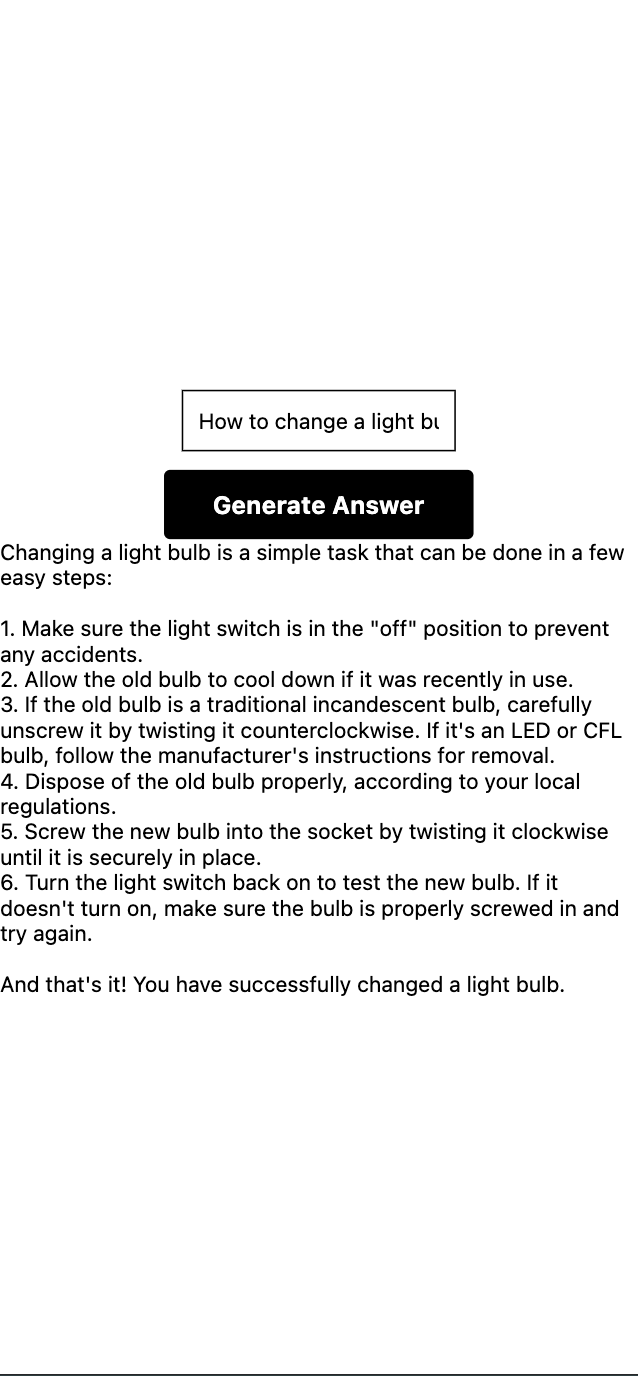 How to change a light bu
Generate Answer
Changing a light bulb is a simple task that can be done in a few
easy steps:
1. Make sure the light switch is in the "off" position to prevent
any accidents.
2. Allow the old bulb to cool down if it was recently in use.
3. If the old bulb is a traditional incandescent bulb, carefully
unscrew it by twisting it counterclockwise. If it's an LED or CFL
bulb, follow the manufacturer's instructions for removal.
4. Dispose of the old bulb properly, according to your local
regulations.
5. Screw the new bulb into the socket by twisting it clockwise
until it is securely in place.
6. Turn the light switch back on to test the new bulb. If it
doesn't turn on, make sure the bulb is properly screwed in and
try again.
And that's it! You have successfully changed a light bulb.